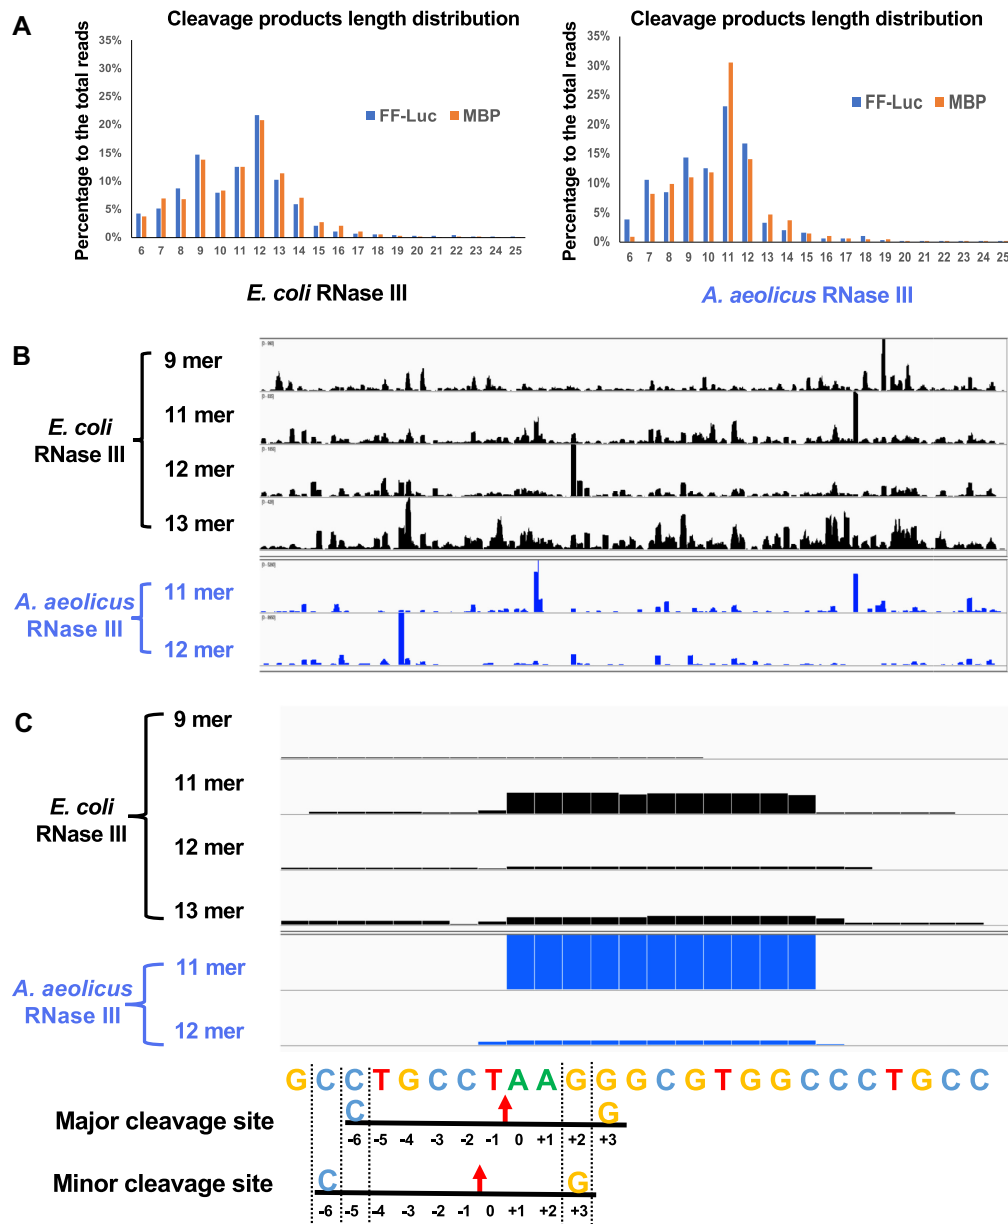 A
Cleavage products length distribution
Percentage to the total reads
35%
30%
25%
20%
15%
10%
5%
0%
FF-Luc MBP
6 7 8 9 10 11 12 13 14 15 16 17 18 19 20 21 22 23 24 25
E. coli RNase III
Cleavage products length distribution
Percentage to the total reads
35%
30%
25%
20%
15%
10%
5%
0%
FF-Luc MBP
6 7 8 9 10 11 12 13 14 15 16 17 18 19 20 21 22 23 24 25
A. aeolicus RNase III
B
E. coli
RNase III
9 mer
11 mer
12 mer
13 mer
A. aeolicus
RNase III
11 mer
12 mer
C
E. coli
RNase III
9 mer
11 mer
12 mer
13 mer
A. aeolicus
RNase III
11 mer
12 mer
G C C T G C C T A A G G G C G T G G C C C T G C C
Major cleavage site
C G
-6 -5 -4 -3 -2 -1 0 +1 +2 +3
Minor cleavage site
C G
-6 -5 -4 -3 -2 -1 0 +1 +2 +3